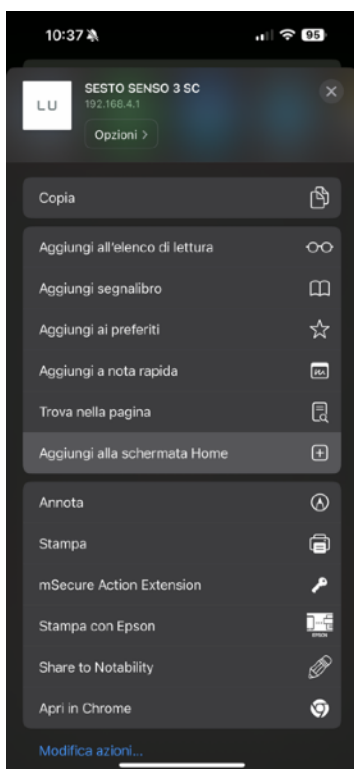 10:37
95
LU
SESTO SENSO 3 SC
192.168.4.1
Opzioni >
Copia
Aggiungi all'elenco di lettura
Aggiungi segnalibro
Aggiungi ai preferiti
Aggiungi a nota rapida
Trova nella pagina
Aggiungi alla schermata Home
Annota
Stampa
mSecure Action Extension
Stampa con Epson
EPSON
Share to Notability
Apri in Chrome
Modifica azioni...